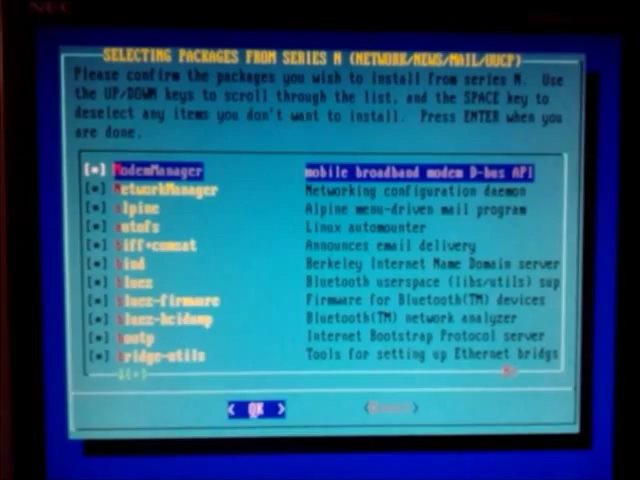 NEC
SELECTING PACKAGES FROM SERIES N (NETWORK/NEWS/MAIL/UUCP)
Please confirm the packages you wish to install from series N. Use
the UP/DOWN keys to scroll through the list, and the SPACE key to
deselect any items you don't want to install. Press ENTER when you
are done.
[*] ModemManager mobile broadband modem D-bus API
[*] NetworkManager Networking configuration daemon
[*] alpine Alpine menu-driven mail program
[*] autofs Linux automounter
[*] biff+comsat Announces email delivery
[*] bind Berkeley Internet Name Domain server
[*] bluez Bluetooth userspace (libs/utils) sup
[*] bluez-firmware Firmware for Bluetooth(TM) devices
[*] bluez-hcidump Bluetooth(TM) network analyzer
[*] bootp Internet Bootstrap Protocol server
[*] bridge-utils Tools for setting up Ethernet bridgs
< OK > <Cancel>